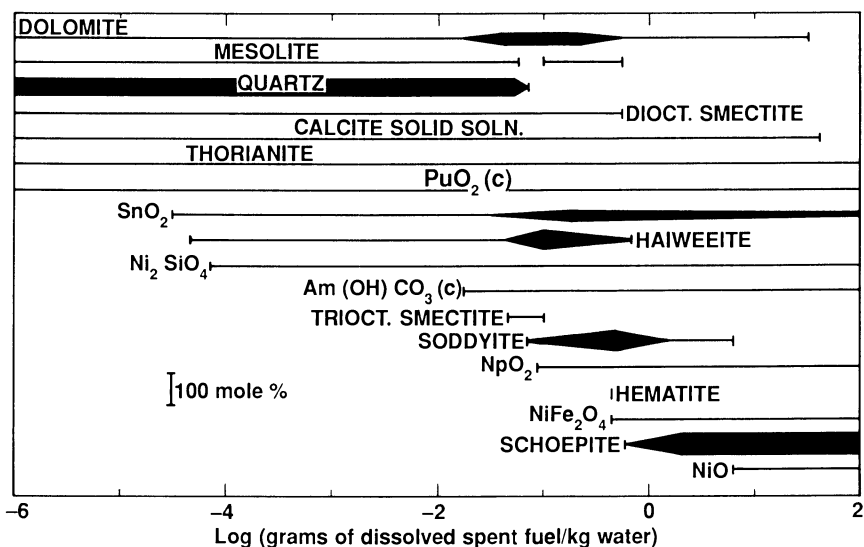 DOLOMITE
MESOLITE
QUARTZ
DIOCT. SMECTITE
CALCITE SOLID SOLN.
THORIANITE
PuO₂ (c)
SnO₂
HAIWEEITE
Ni₂ SiO₄
Am (OH) CO₃ (c)
TRIOCT. SMECTITE
SODDYITE
NpO₂
100 mole %
HEMATITE
NiFe₂O₄
SCHOEPITE
NiO
−6 −4 −2 0 2
Log (grams of dissolved spent fuel/kg water)